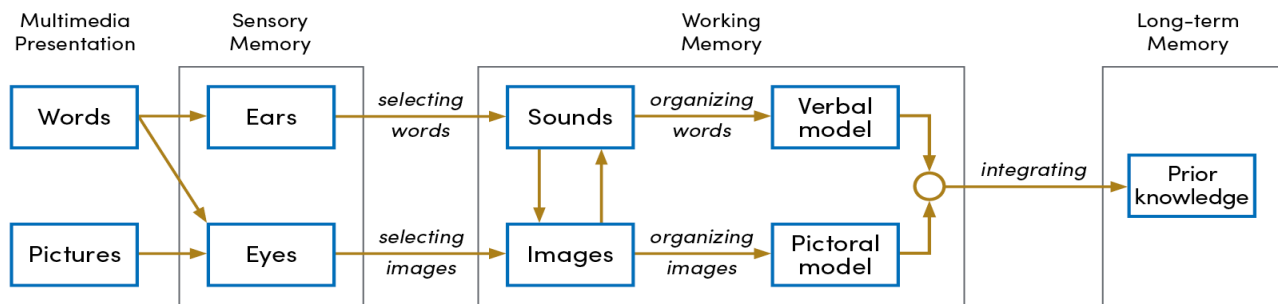 Multimedia
Presentation
Sensory
Memory
Working
Memory
Long-term
Memory
Words
Ears
selecting
words
Sounds
organizing
words
Verbal
model
integrating
Prior
knowledge
Pictures
Eyes
selecting
images
Images
organizing
images
Pictoral
model